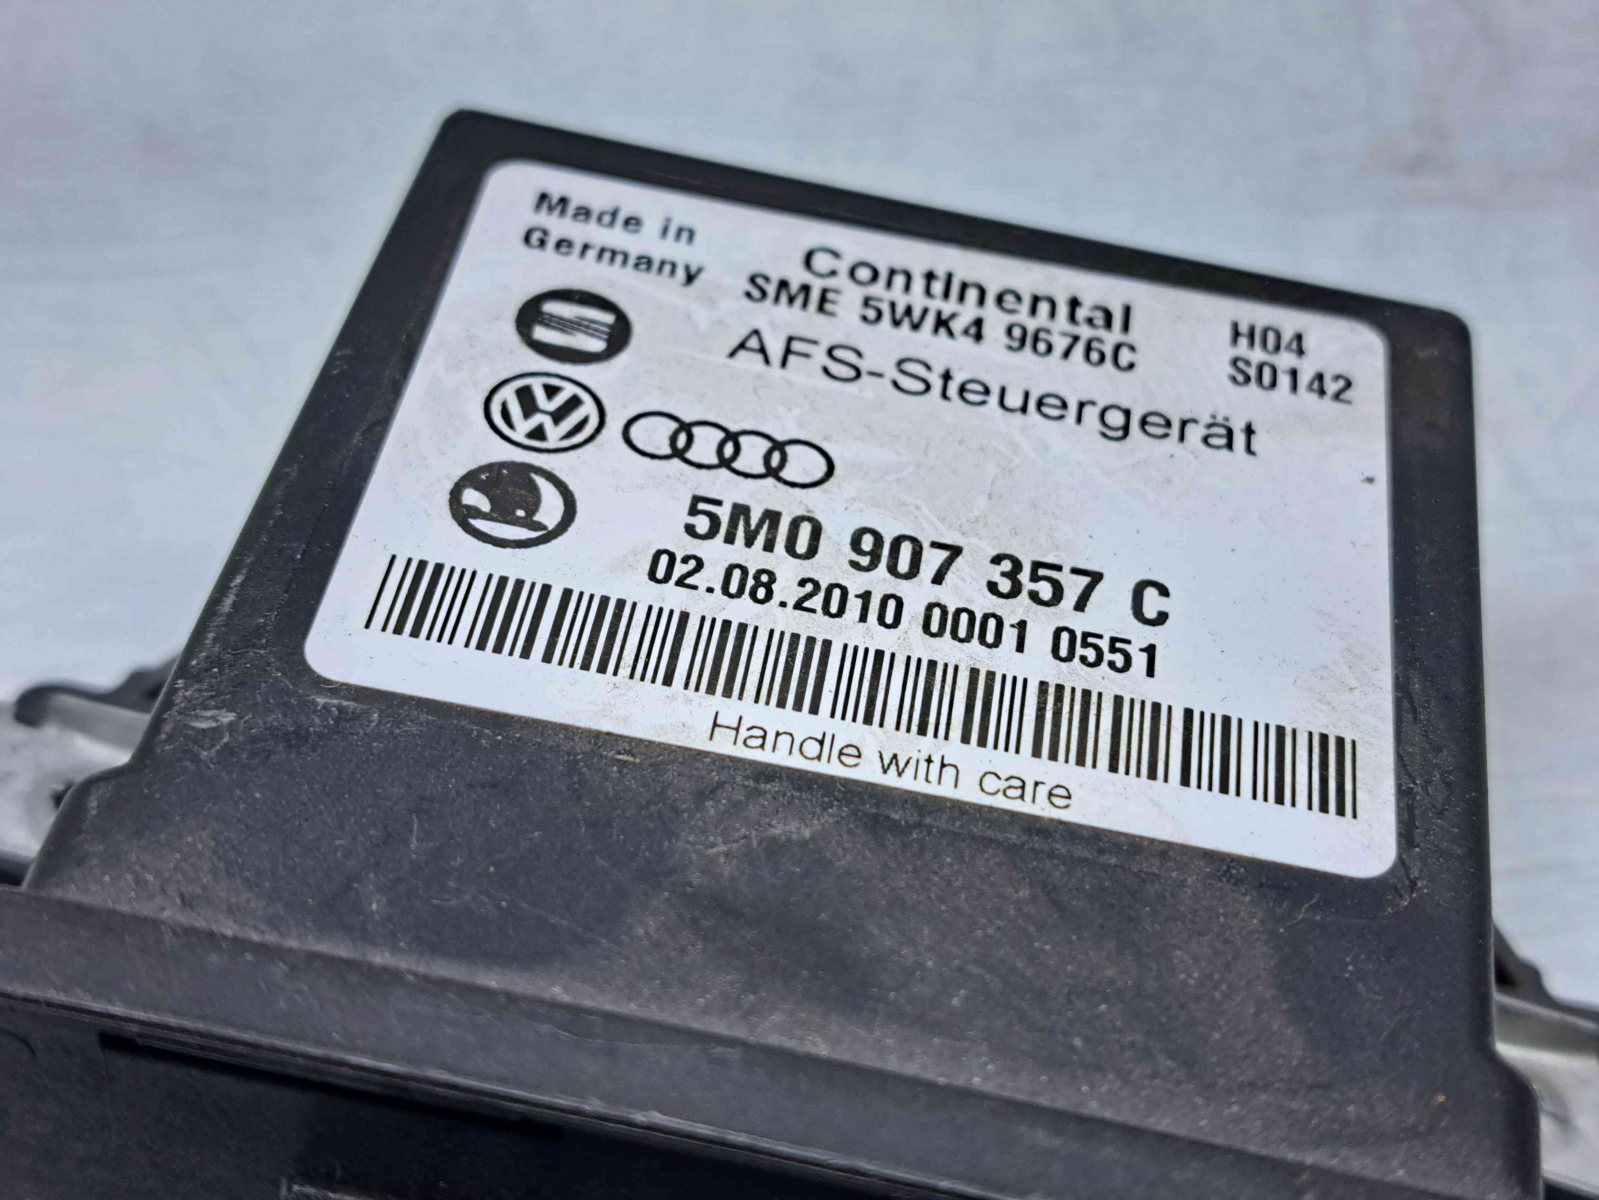 Made in
Germany
Continental
SME 5WK4 9676C
H04
S0142
AFS-Steuergerät
5M0 907 357 C
02.08.2010 0001 0551
Handle with care